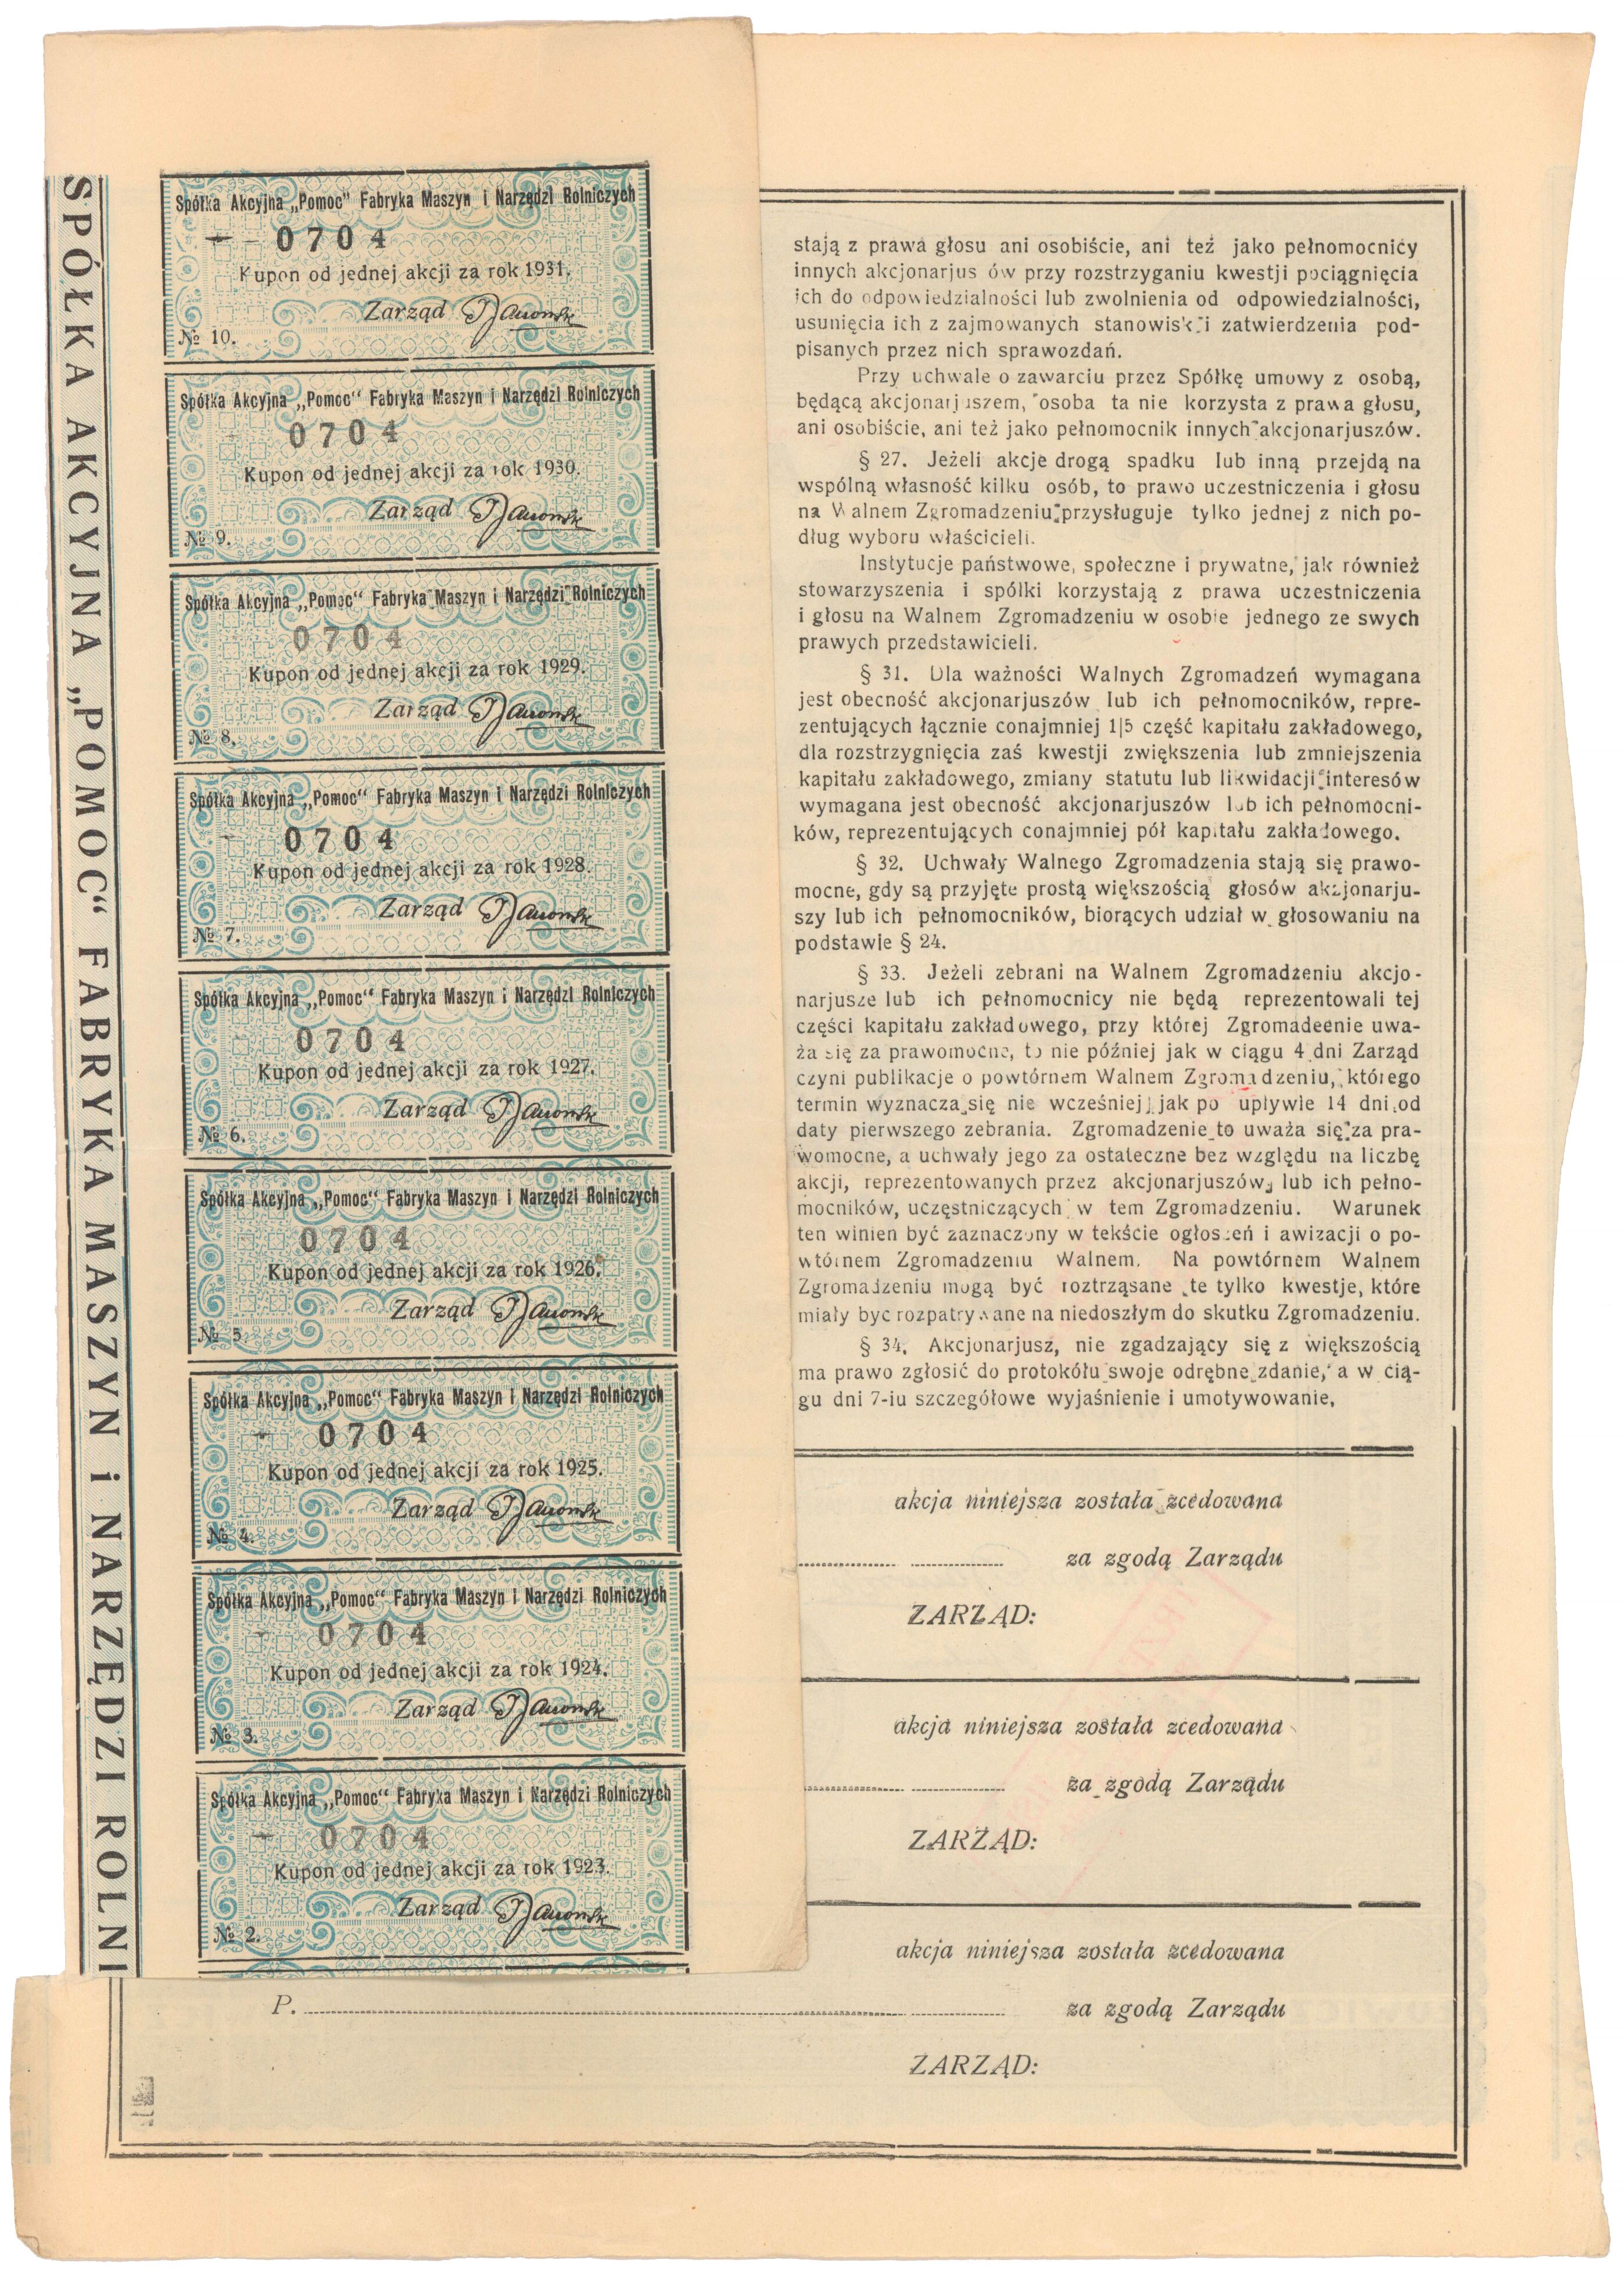 SPÓŁKA AKCYJNA „POMOC“ FABRYKA MASZYN i NARZĘDZI ROLNI
Spółka Akcyjna „Pomoc“ Fabryka Maszyn i Narzędzi Rolniczych
0704
Kupon od jednej akcji za rok 1931.
Zarząd
№ 10.
Spółka Akcyjna „Pomoc“ Fabryka Maszyn i Narzędzi Rolniczych
0704
Kupon od jednej akcji za rok 1930.
Zarząd
№ 9.
Spółka Akcyjna „Pomoc“ Fabryka Maszyn i Narzędzi Rolniczych
0704
Kupon od jednej akcji za rok 1929.
Zarząd
№ 8.
Spółka Akcyjna „Pomoc“ Fabryka Maszyn i Narzędzi Rolniczych
0704
Kupon od jednej akcji za rok 1928.
Zarząd
№ 7.
Spółka Akcyjna „Pomoc“ Fabryka Maszyn i Narzędzi Rolniczych
0704
Kupon od jednej akcji za rok 1927.
Zarząd
№ 6.
Spółka Akcyjna „Pomoc“ Fabryka Maszyn i Narzędzi Rolniczych
0704
Kupon od jednej akcji za rok 1926.
Zarząd
№ 5.
Spółka Akcyjna „Pomoc“ Fabryka Maszyn i Narzędzi Rolniczych
0704
Kupon od jednej akcji za rok 1925.
Zarząd
№ 4.
Spółka Akcyjna „Pomoc“ Fabryka Maszyn i Narzędzi Rolniczych
0704
Kupon od jednej akcji za rok 1924.
Zarząd
№ 3.
Spółka Akcyjna „Pomoc“ Fabryka Maszyn i Narzędzi Rolniczych
0704
Kupon od jednej akcji za rok 1923.
Zarząd
№ 2.
stają z prawa głosu ani osobiście, ani też jako pełnomocnicy
innych akcjonarjusów przy rozstrzyganiu kwestji pociągnięcia
ich do odpowiedzialności lub zwolnienia od odpowiedzialności,
usunięcia ich z zajmowanych stanowisk i zatwierdzenia pod-
pisanych przez nich sprawozdań.
Przy uchwale o zawarciu przez Spółkę umowy z osobą,
będącą akcjonarjuszem, osoba ta nie korzysta z prawa głosu,
ani osobiście, ani też jako pełnomocnik innych akcjonarjuszów.
§ 27. Jeżeli akcje drogą spadku lub inną przejdą na
wspólną własność kilku osób, to prawo uczestniczenia i głosu
na Walnem Zgromadzeniu przysługuje tylko jednej z nich po-
dług wyboru właścicieli.
Instytucje państwowe, społeczne i prywatne, jak również
stowarzyszenia i spółki korzystają z prawa uczestniczenia
i głosu na Walnem Zgromadzeniu w osobie jednego ze swych
prawych przedstawicieli.
§ 31. Dla ważności Walnych Zgromadzeń wymagana
jest obecność akcjonarjuszów lub ich pełnomocników, repre-
zentujących łącznie conajmniej 1|5 część kapitału zakładowego,
dla rozstrzygnięcia zaś kwestji zwiększenia lub zmniejszenia
kapitału zakładowego, zmiany statutu lub likwidacji interesów
wymagana jest obecność akcjonarjuszów lub ich pełnomocni-
ków, reprezentujących conajmniej pół kapitału zakładowego.
§ 32. Uchwały Walnego Zgromadzenia stają się prawo-
mocne, gdy są przyjęte prostą większością głosów akcjonarju-
szy lub ich pełnomocników, biorących udział w głosowaniu na
podstawie § 24.
§ 33. Jeżeli zebrani na Walnem Zgromadzeniu akcjo-
narjusze lub ich pełnomocnicy nie będą reprezentowali tej
części kapitału zakładowego, przy której Zgromadeenie uwa-
ża się za prawomocne, to nie później jak w ciągu 4 dni Zarząd
czyni publikacje o powtórnem Walnem Zgromadzeniu, którego
termin wyznacza się nie wcześniej jak po upływie 14 dni od
daty pierwszego zebrania. Zgromadzenie to uważa się za pra-
womocne, a uchwały jego za ostateczne bez względu na liczbę
akcji, reprezentowanych przez akcjonarjuszów lub ich pełno-
mocników, uczęstniczących w tem Zgromadzeniu. Warunek
ten winien być zaznaczony w tekście ogłoszeń i awizacji o po-
wtórnem Zgromadzeniu Walnem. Na powtórnem Walnem
Zgromadzeniu mogą być roztrząsane te tylko kwestje, które
miały byc rozpatrywane na niedoszłym do skutku Zgromadzeniu.
§ 34. Akcjonarjusz, nie zgadzający się z większością
ma prawo zgłosić do protokółu swoje odrębne zdanie, a w cią-
gu dni 7-iu szczegółowe wyjaśnienie i umotywowanie,
akcja niniejsza została zcedowana
za zgodą Zarządu
ZARZĄD:
akcja niniejsza została zcedowana
za zgodą Zarządu
ZARZĄD:
akcja niniejsza została zcedowana
P. za zgodą Zarządu
ZARZĄD: